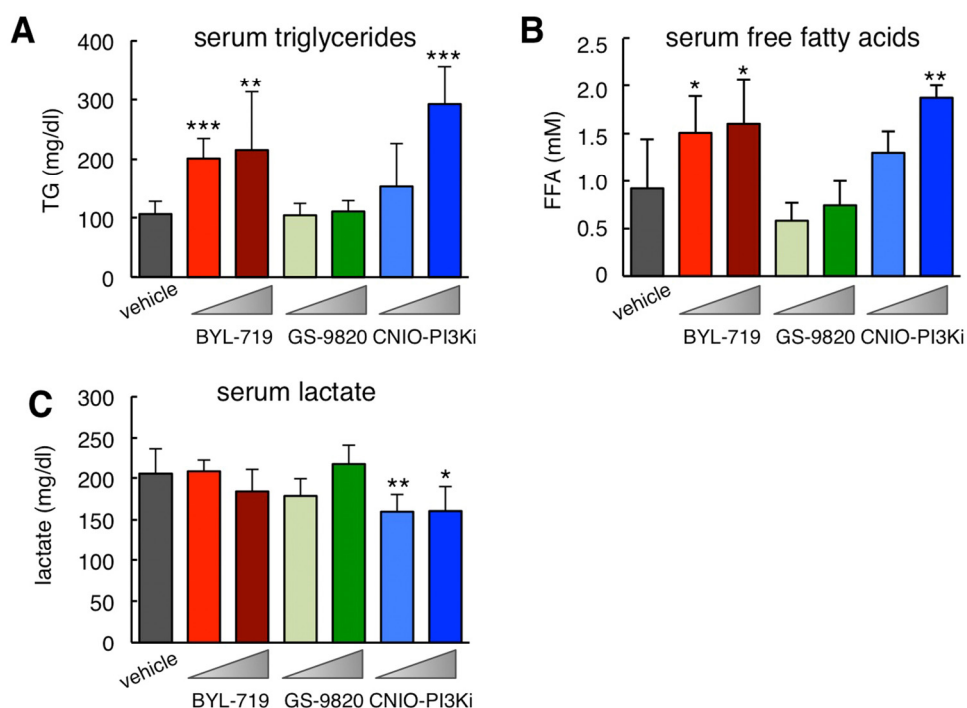 A
serum triglycerides
TG (mg/dl)
400
300
200
100
0
***
**
***
vehicle
BYL-719 GS-9820 CNIO-PI3Ki
B
serum free fatty acids
FFA (mM)
2.5
2.0
1.5
1.0
0.5
0
*
*
**
vehicle
BYL-719 GS-9820 CNIO-PI3Ki
C
serum lactate
lactate (mg/dl)
300
250
200
150
100
50
0
**
*
vehicle
BYL-719 GS-9820 CNIO-PI3Ki